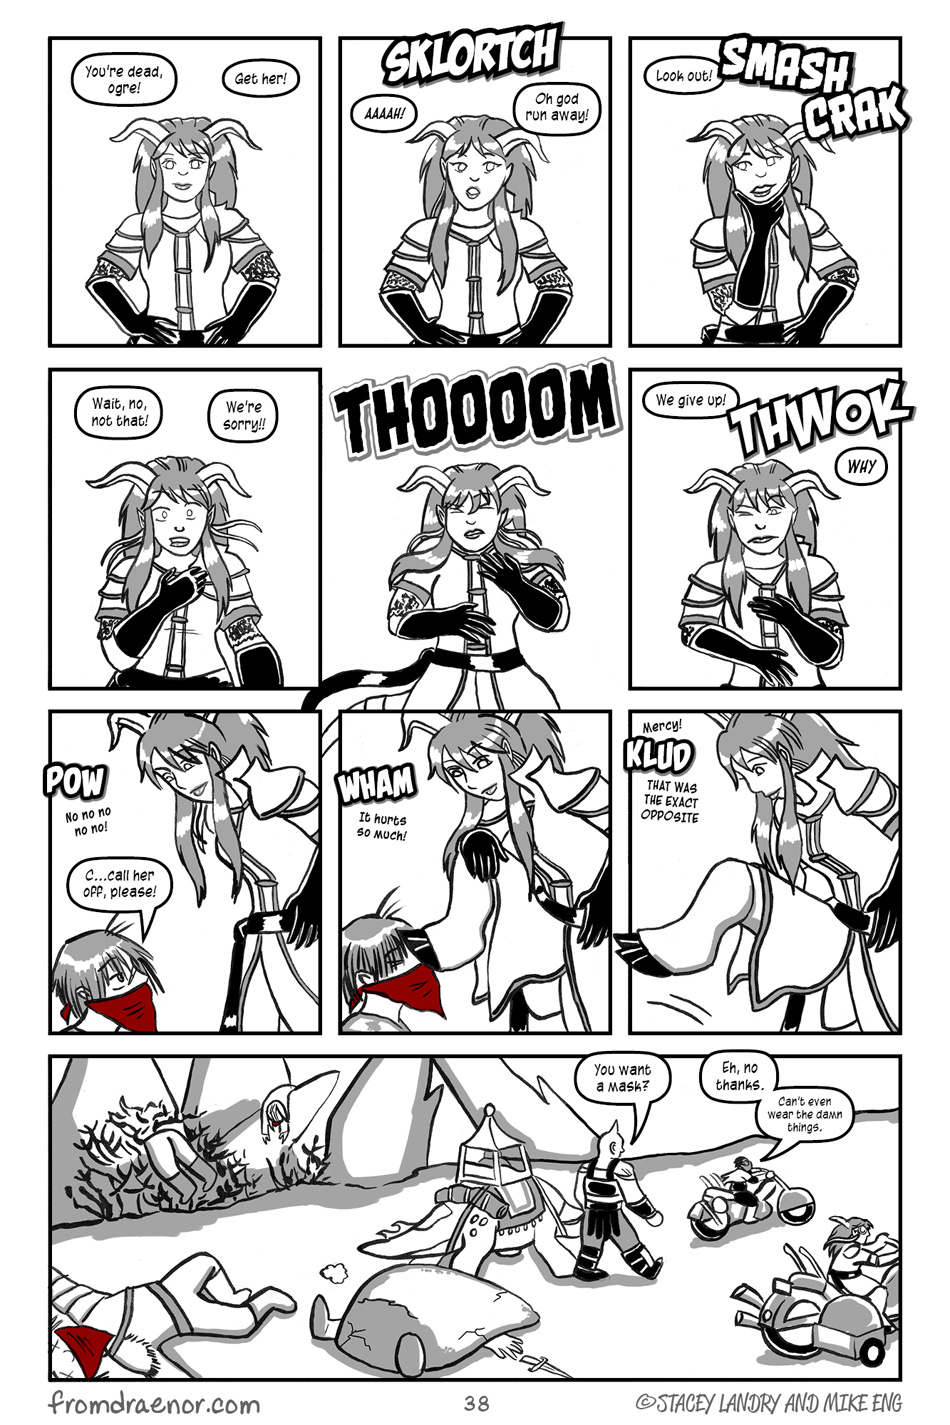 You're dead,
ogre!
Get her!
SKLORTCH
AAAAH!
Oh god
run away!
Look out!
SMASH
CRAK
Wait, no,
not that!
We're
sorry!!
THOOOOM
We give up!
THWOK
WHY
POW
No no no
no no!
C...call her
off, please!
WHAM
It hurts
so much!
Mercy!
KLUD
THAT WAS
THE EXACT
OPPOSITE
You want
a mask?
Eh, no
thanks.
Can't even
wear the damn
things.
fromdraenor.com
38
©STACEY LANDRY AND MIKE ENG